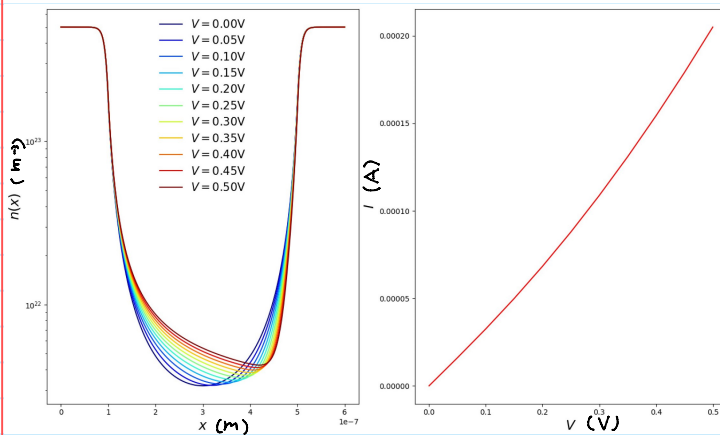 V = 0.00V
V = 0.05V
V = 0.10V
V = 0.15V
V = 0.20V
V = 0.25V
V = 0.30V
V = 0.35V
V = 0.40V
V = 0.45V
V = 0.50V
10²³
10²²
n(x) (m⁻³)
0 1 2 3 4 5 6
1e−7
x (m)
0.00020
0.00015
0.00010
0.00005
0.00000
I (A)
0.0 0.1 0.2 0.3 0.4 0.5
V (V)